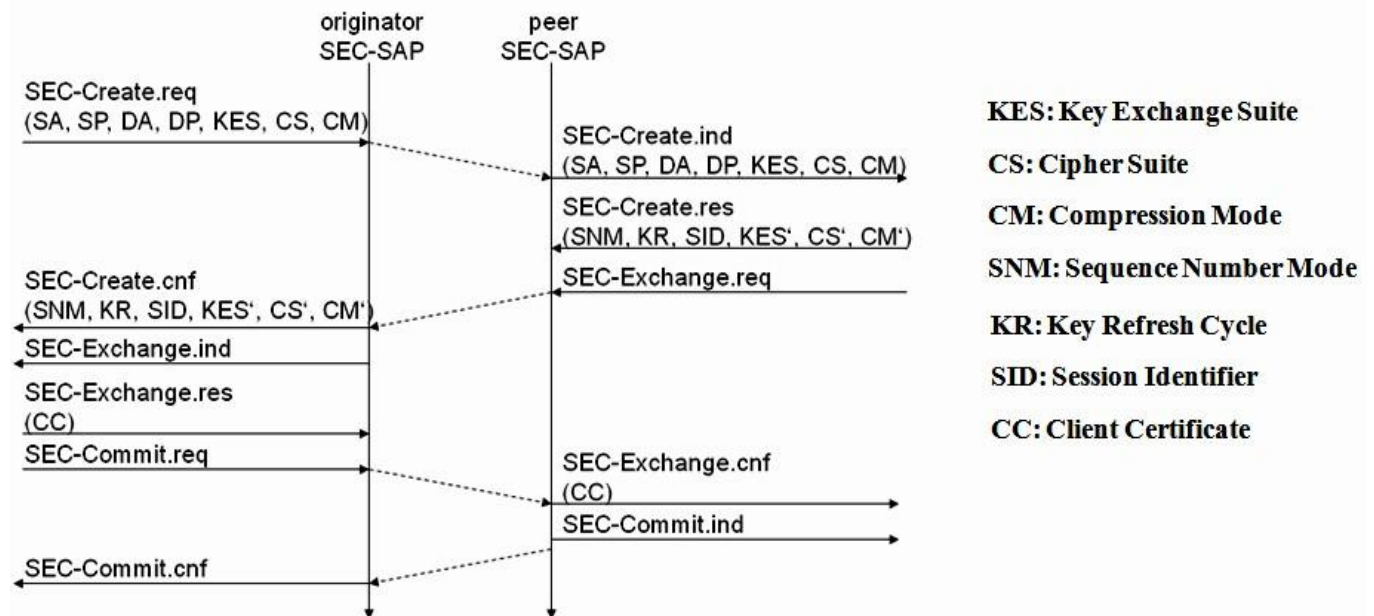 originator
SEC-SAP
peer
SEC-SAP
SEC-Create.req
(SA, SP, DA, DP, KES, CS, CM)
SEC-Create.ind
(SA, SP, DA, DP, KES, CS, CM)
SEC-Create.res
(SNM, KR, SID, KES‘, CS‘, CM‘)
SEC-Exchange.req
SEC-Create.cnf
(SNM, KR, SID, KES‘, CS‘, CM‘)
SEC-Exchange.ind
SEC-Exchange.res
(CC)
SEC-Commit.req
SEC-Exchange.cnf
(CC)
SEC-Commit.ind
SEC-Commit.cnf
KES: Key Exchange Suite
CS: Cipher Suite
CM: Compression Mode
SNM: Sequence Number Mode
KR: Key Refresh Cycle
SID: Session Identifier
CC: Client Certificate